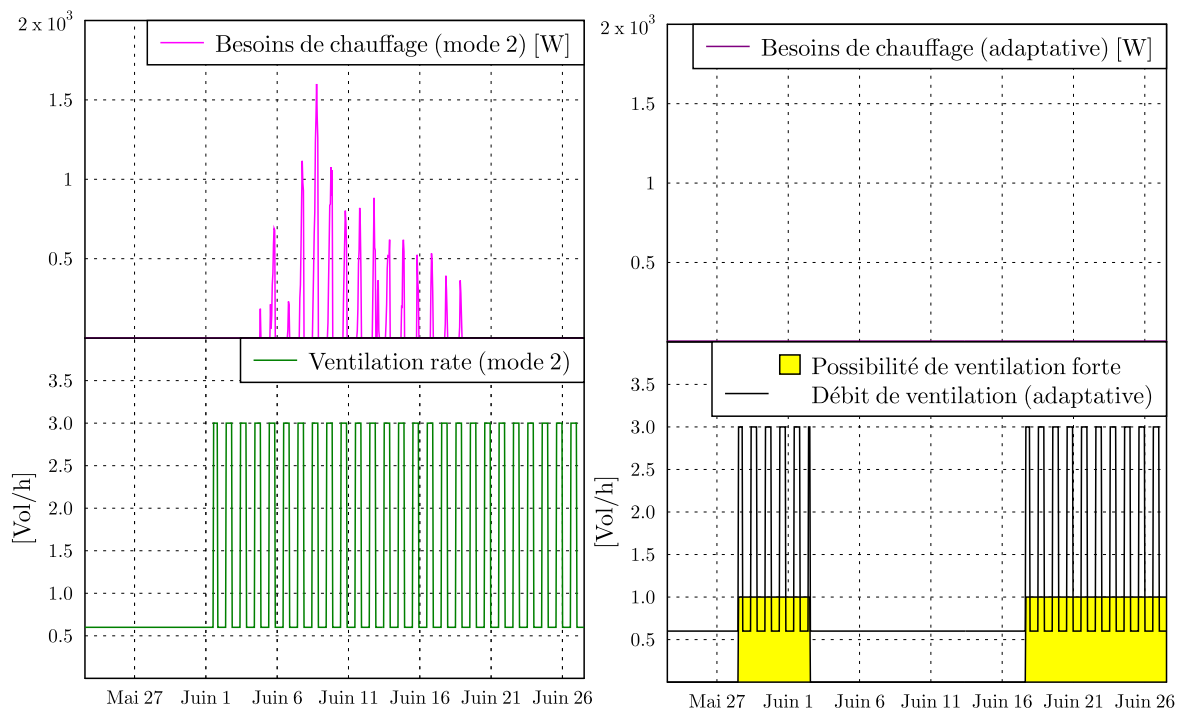 2 x 10³
Besoins de chauffage (mode 2) [W]
1.5
1
0.5
Ventilation rate (mode 2)
3.5
3.0
2.5
2.0
1.5
1.0
0.5
[Vol/h]
Mai 27 Juin 1 Juin 6 Juin 11 Juin 16 Juin 21 Juin 26
2 x 10³
Besoins de chauffage (adaptative) [W]
1.5
1
0.5
Possibilité de ventilation forte
Débit de ventilation (adaptative)
3.5
3.0
2.5
2.0
1.5
1.0
0.5
[Vol/h]
Mai 27 Juin 1 Juin 6 Juin 11 Juin 16 Juin 21 Juin 26